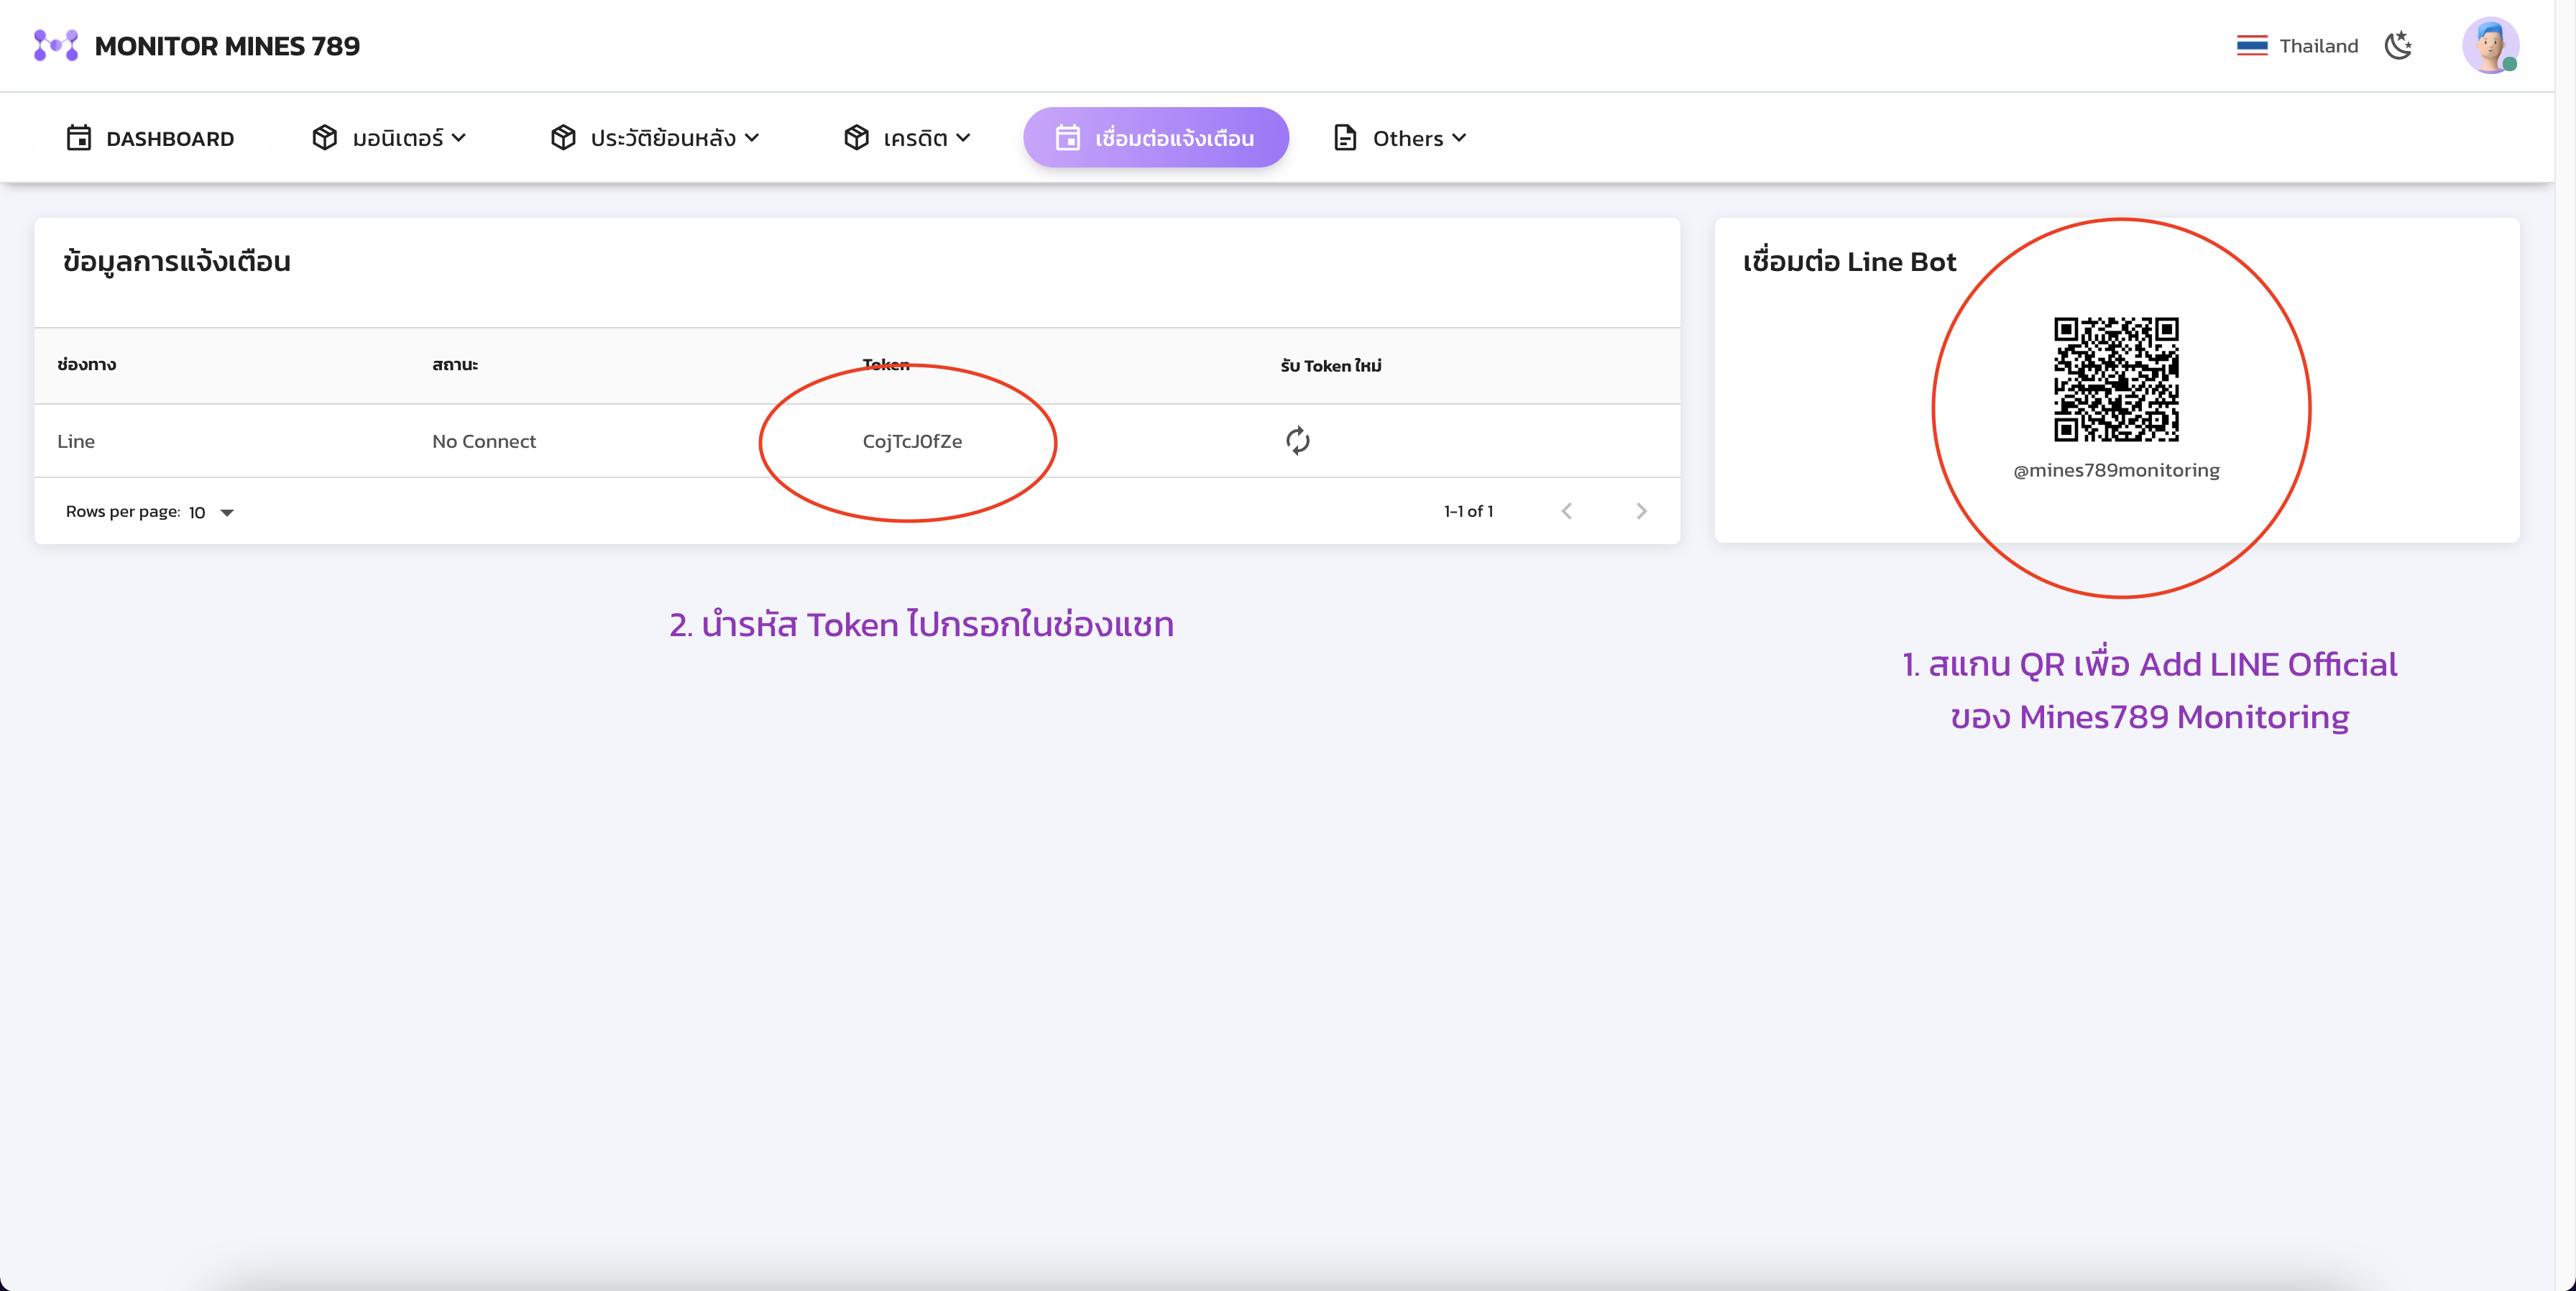 MONITOR MINES 789
Thailand
DASHBOARD
มอนิเตอร์
ประวัติย้อนหลัง
เครดิต
เชื่อมต่อแจ้งเตือน
Others
ข้อมูลการแจ้งเตือน
ช่องทาง สถานะ Token รับ Token ใหม่
Line No Connect CojTcJ0fZe
Rows per page: 10 1-1 of 1
เชื่อมต่อ Line Bot
@mines789monitoring
2. นำรหัส Token ไปกรอกในช่องแชท
1. สแกน QR เพื่อ Add LINE Official
ของ Mines789 Monitoring